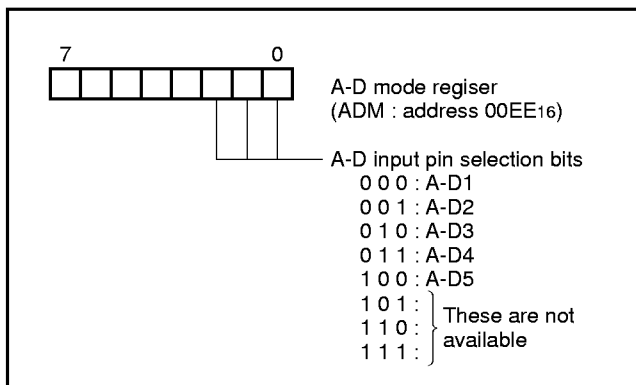 7 0
A-D mode regiser
(ADM : address 00EE16)
A-D input pin selection bits
0 0 0 : A-D1
0 0 1 : A-D2
0 1 0 : A-D3
0 1 1 : A-D4
1 0 0 : A-D5
1 0 1 :
1 1 0 :
1 1 1 :
These are not
available